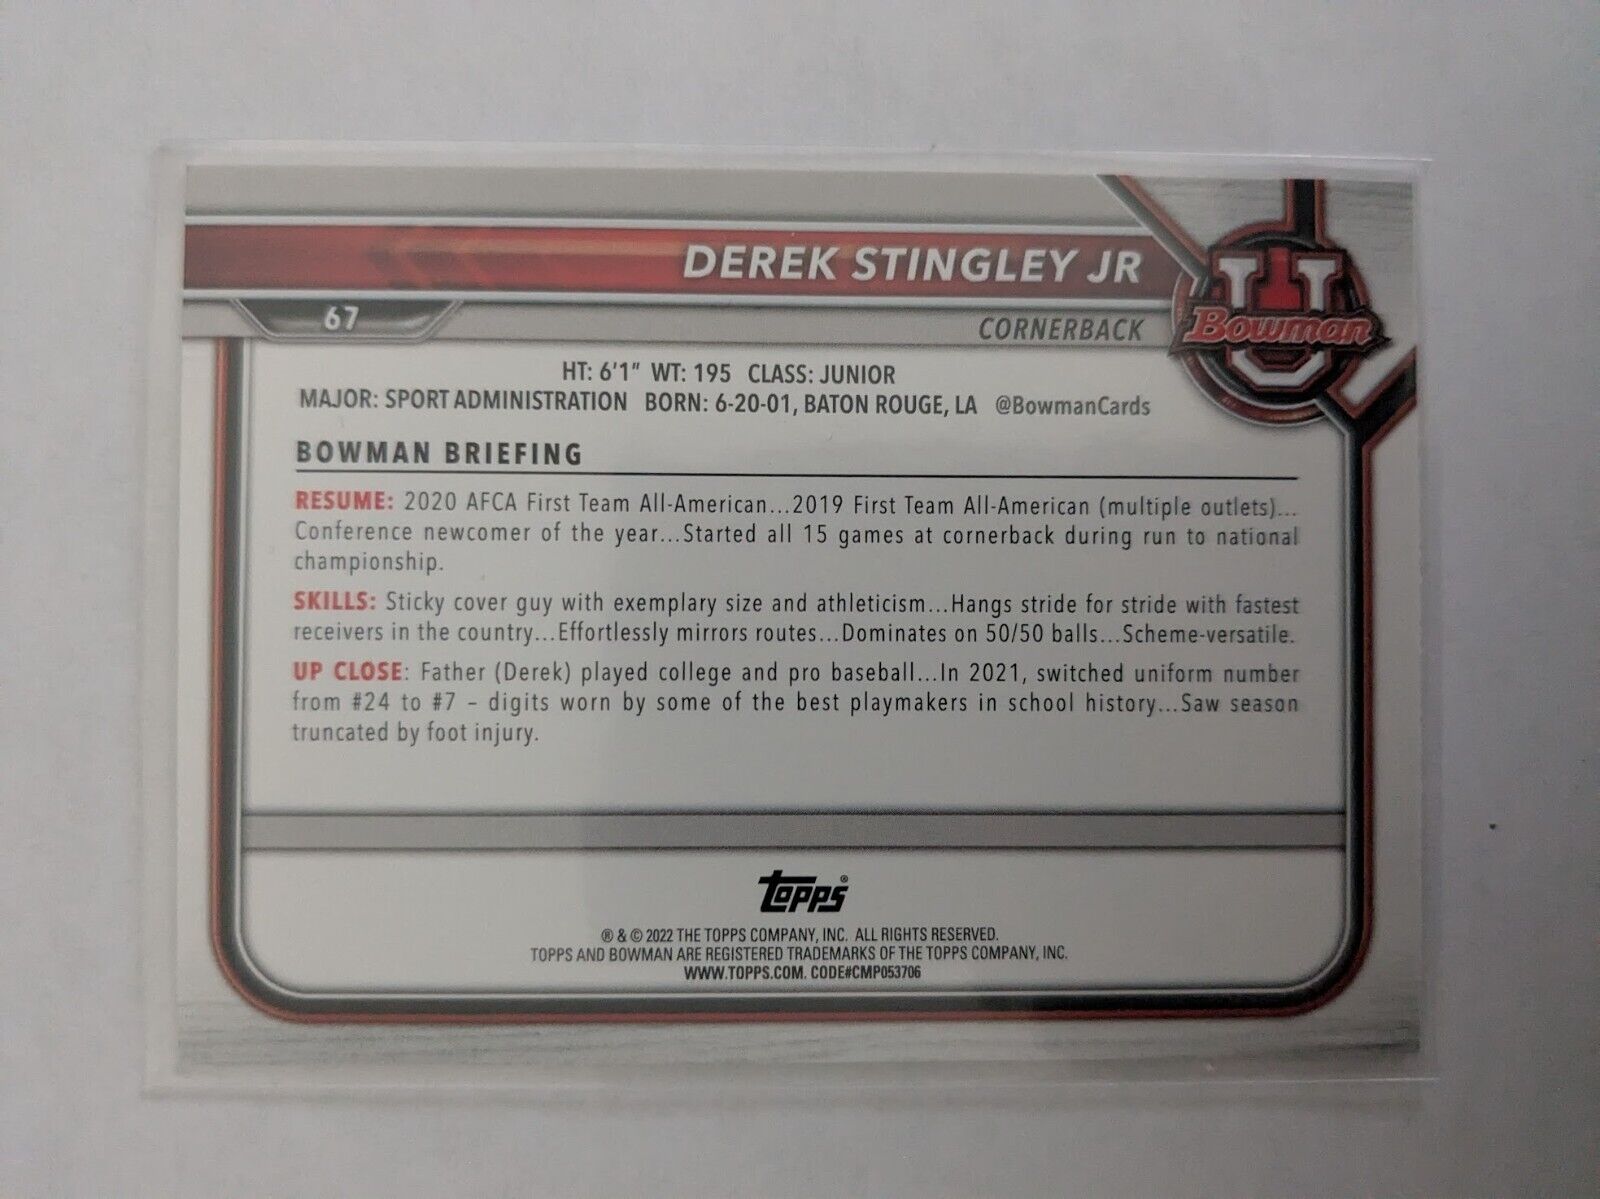 DEREK STINGLEY JR
U
Bowman
67
CORNERBACK
HT: 6'1" WT: 195 CLASS: JUNIOR
MAJOR: SPORT ADMINISTRATION BORN: 6-20-01, BATON ROUGE, LA @BowmanCards
BOWMAN BRIEFING
RESUME: 2020 AFCA First Team All-American...2019 First Team All-American (multiple outlets)...
Conference newcomer of the year...Started all 15 games at cornerback during run to national
championship.
SKILLS: Sticky cover guy with exemplary size and athleticism...Hangs stride for stride with fastest
receivers in the country...Effortlessly mirrors routes...Dominates on 50/50 balls...Scheme-versatile.
UP CLOSE: Father (Derek) played college and pro baseball...In 2021, switched uniform number
from #24 to #7 – digits worn by some of the best playmakers in school history...Saw season
truncated by foot injury.
Topps®
® & © 2022 THE TOPPS COMPANY, INC. ALL RIGHTS RESERVED.
TOPPS AND BOWMAN ARE REGISTERED TRADEMARKS OF THE TOPPS COMPANY, INC.
WWW.TOPPS.COM. CODE#CMP053706